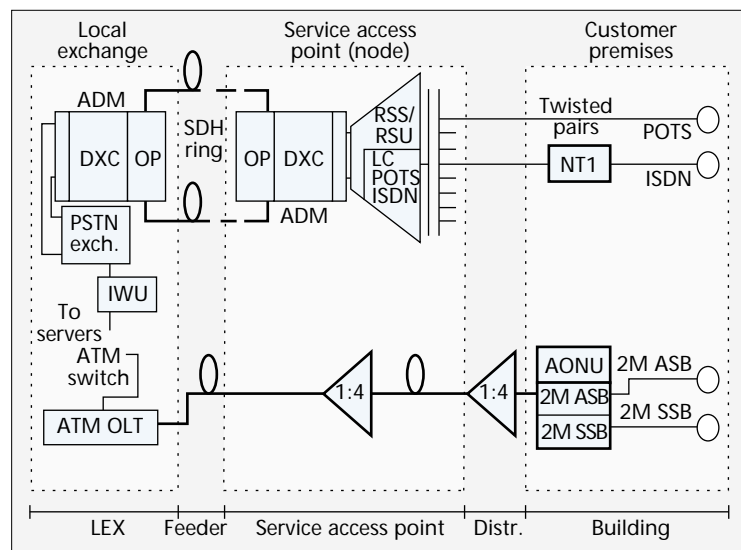 Local
exchange
Service access
point (node)
Customer
premises
ADM
DXC
OP
SDH
ring
OP
DXC
ADM
RSS/
RSU
LC
POTS
ISDN
Twisted
pairs
POTS
NT1
ISDN
PSTN
exch.
IWU
To
servers
ATM
switch
ATM OLT
1:4
1:4
AONU
2M ASB
2M SSB
2M ASB
2M SSB
LEX
Feeder
Service access point
Distr.
Building